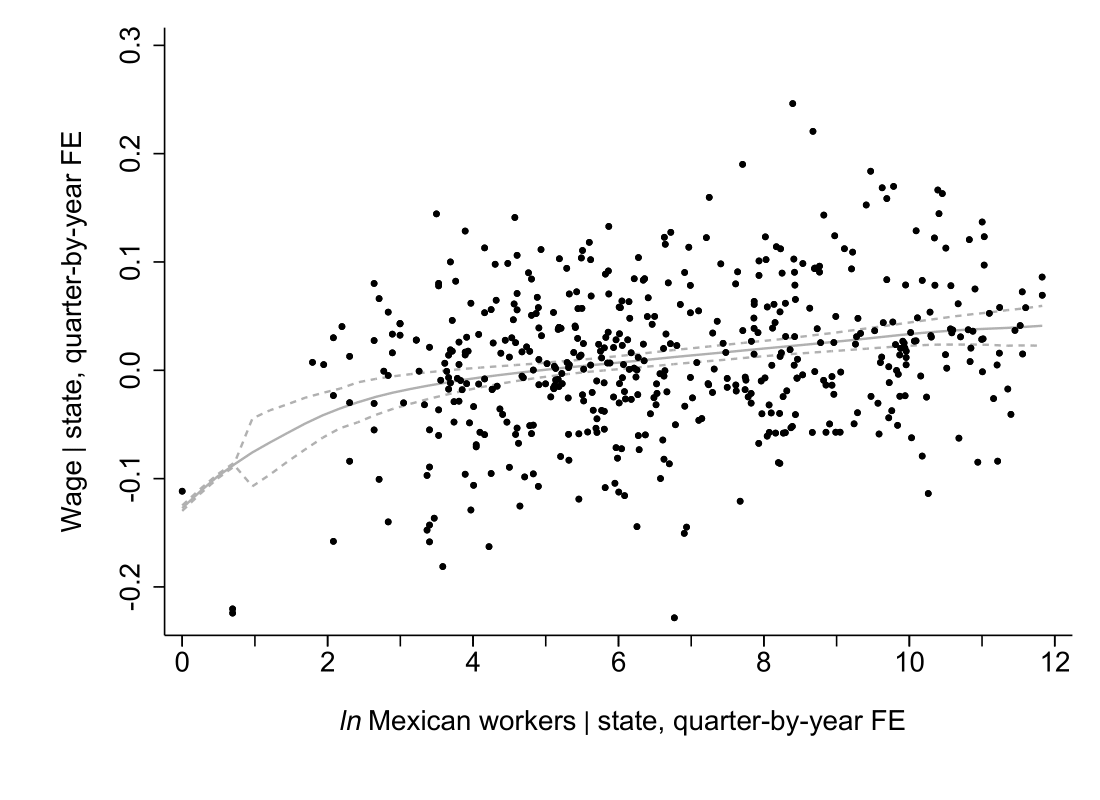 0.3
0.2
0.1
0.0
-0.1
-0.2
Wage | state, quarter-by-year FE
0 2 4 6 8 10 12
ln Mexican workers | state, quarter-by-year FE